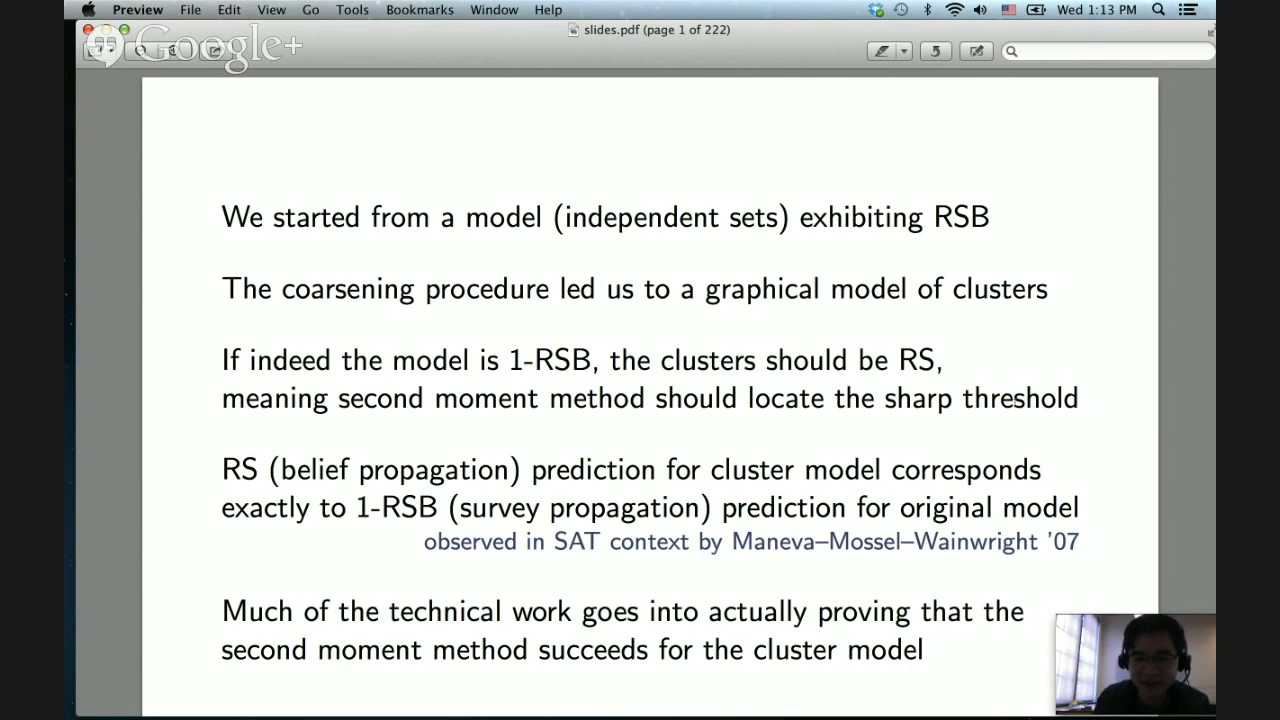 Preview File Edit View Go Tools Bookmarks Window Help Wed 1:13 PM
slides.pdf (page 1 of 222)
Google+
We started from a model (independent sets) exhibiting RSB
The coarsening procedure led us to a graphical model of clusters
If indeed the model is 1-RSB, the clusters should be RS,
meaning second moment method should locate the sharp threshold
RS (belief propagation) prediction for cluster model corresponds
exactly to 1-RSB (survey propagation) prediction for original model
observed in SAT context by Maneva–Mossel–Wainwright '07
Much of the technical work goes into actually proving that the
second moment method succeeds for the cluster model